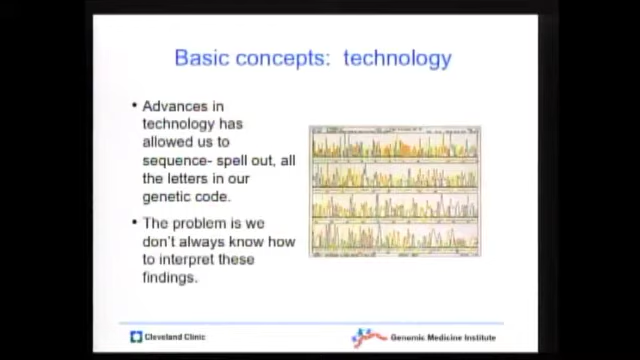 Basic concepts: technology
• Advances in
technology has
allowed us to
sequence- spell out, all
the letters in our
genetic code.
• The problem is we
don't always know how
to interpret these
findings.
Cleveland Clinic
Genomic Medicine Institute